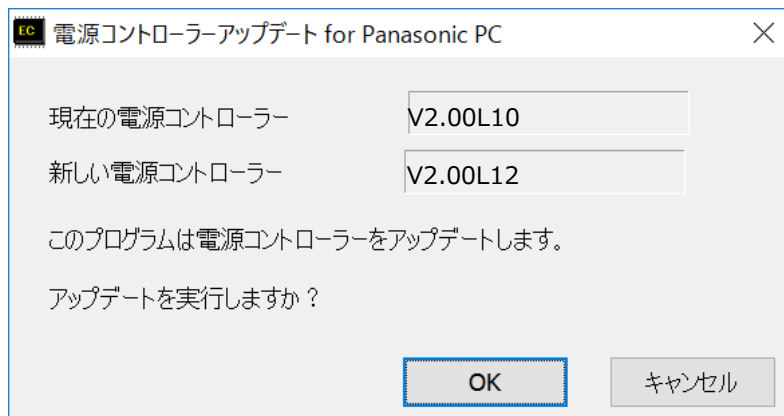 EC 電源コントローラーアップデート for Panasonic PC
現在の電源コントローラー V2.00L10
新しい電源コントローラー V2.00L12
このプログラムは電源コントローラーをアップデートします。
アップデートを実行しますか？
OK キャンセル